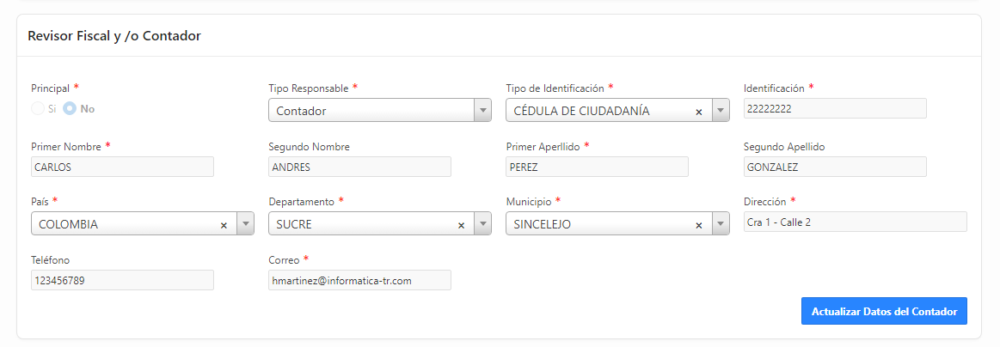 Revisor Fiscal y /o Contador
Principal * Tipo Responsable * Tipo de Identificación * Identificación *
Si No Contador CÉDULA DE CIUDADANÍA × 22222222
Primer Nombre * Segundo Nombre Primer Aperllido * Segundo Apellido
CARLOS ANDRES PEREZ GONZALEZ
País * Departamento * Municipio * Dirección *
COLOMBIA × SUCRE × SINCELEJO × Cra 1 - Calle 2
Teléfono Correo *
123456789 hmartinez@informatica-tr.com
Actualizar Datos del Contador